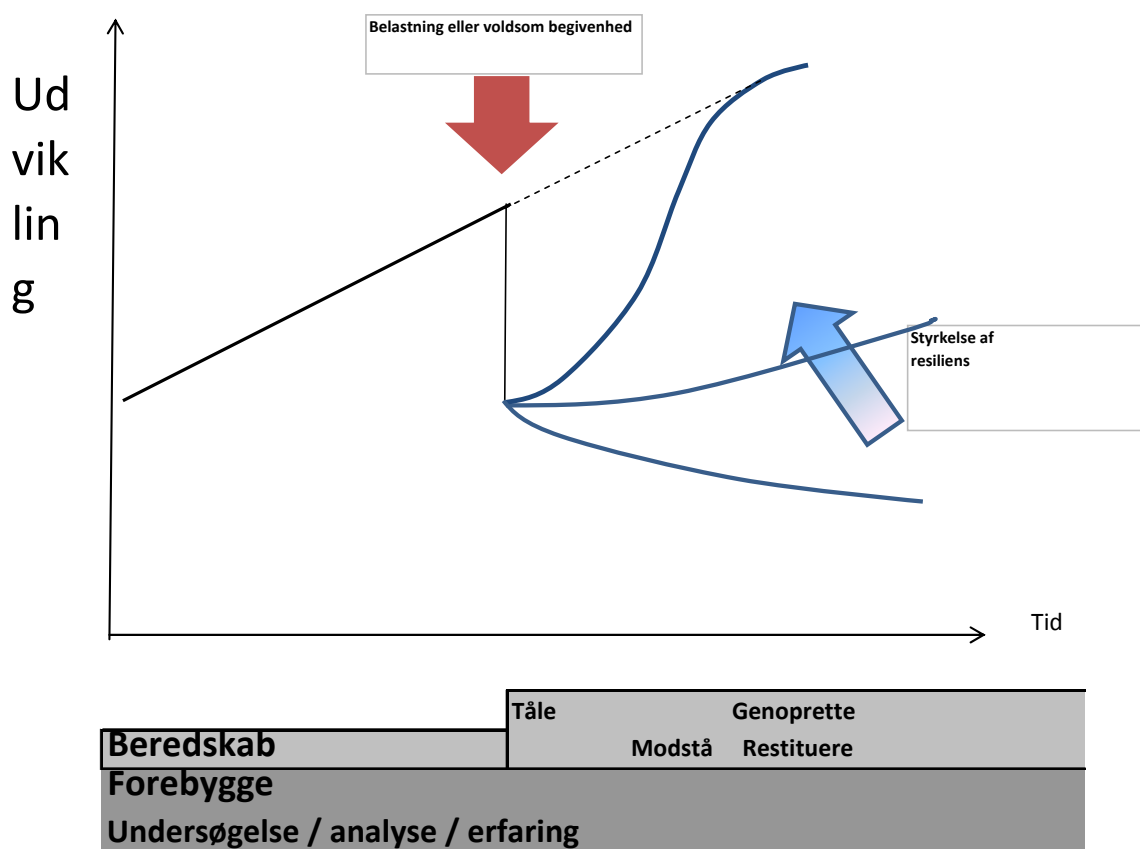 Belastning eller voldsom begivenhed
Ud
vik
lin
g
Styrkelse af
resiliens
Tid
Tåle
Genoprette
Beredskab
Modstå
Restituere
Forebygge
Undersøgelse / analyse / erfaring